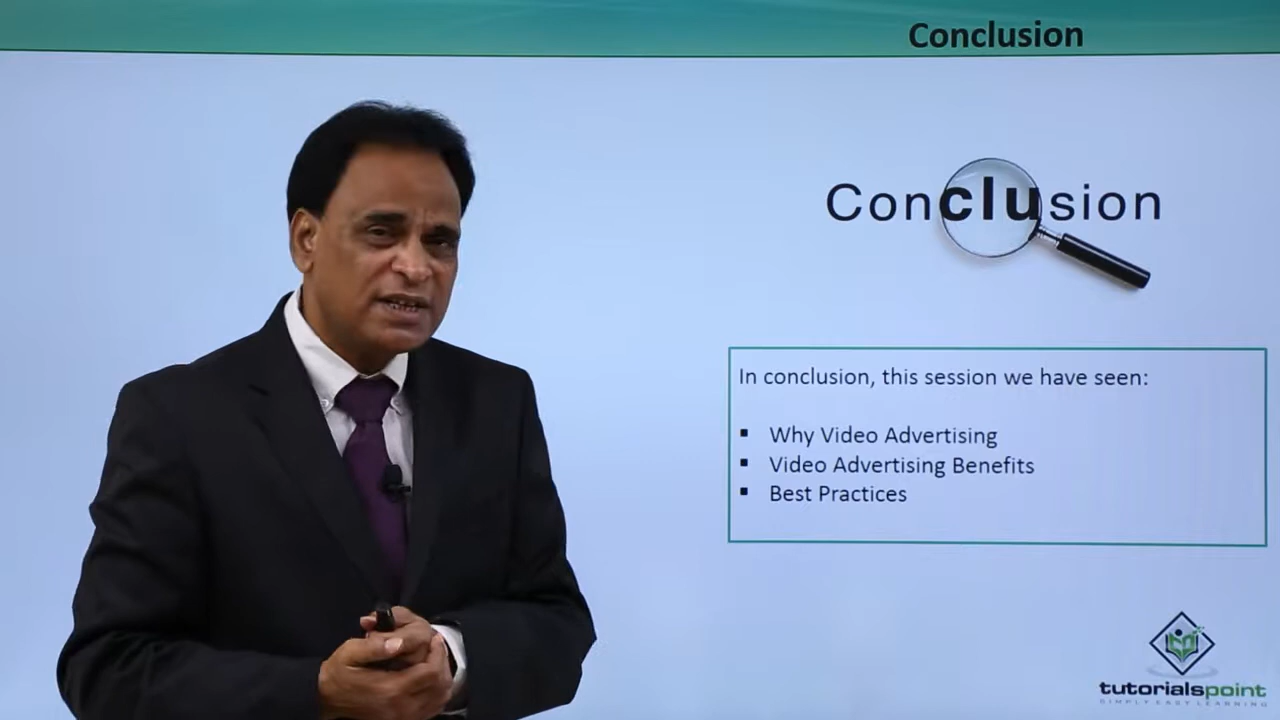 Conclusion
Conclusion
In conclusion, this session we have seen:
▪ Why Video Advertising
▪ Video Advertising Benefits
▪ Best Practices
tutorialspoint
SIMPLY EASY LEARNING